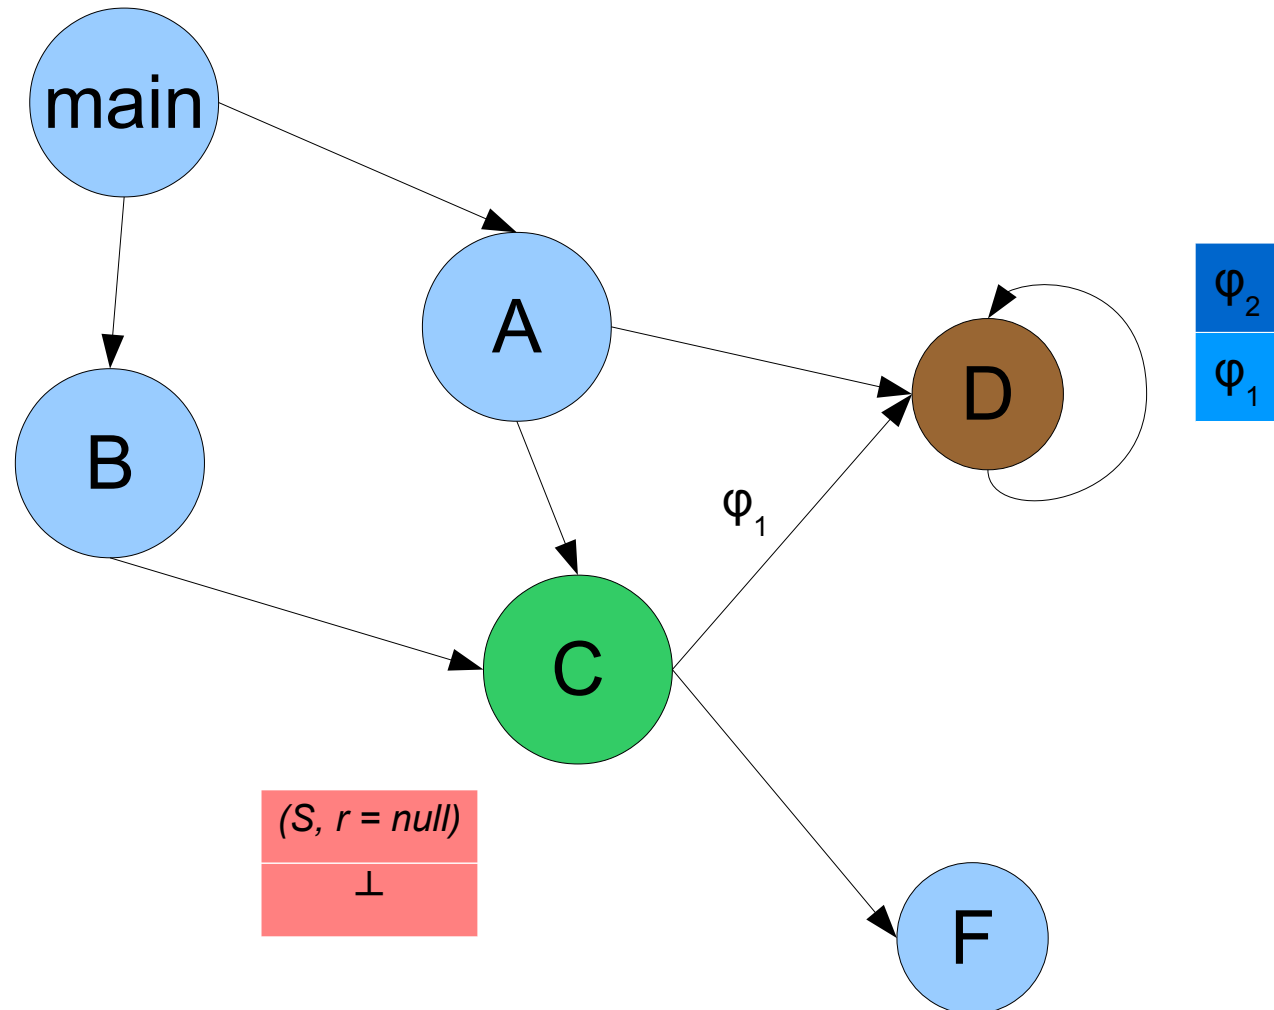 main
A
φ2
D
φ1
B
φ1
C
(S, r = null)
⊥
F